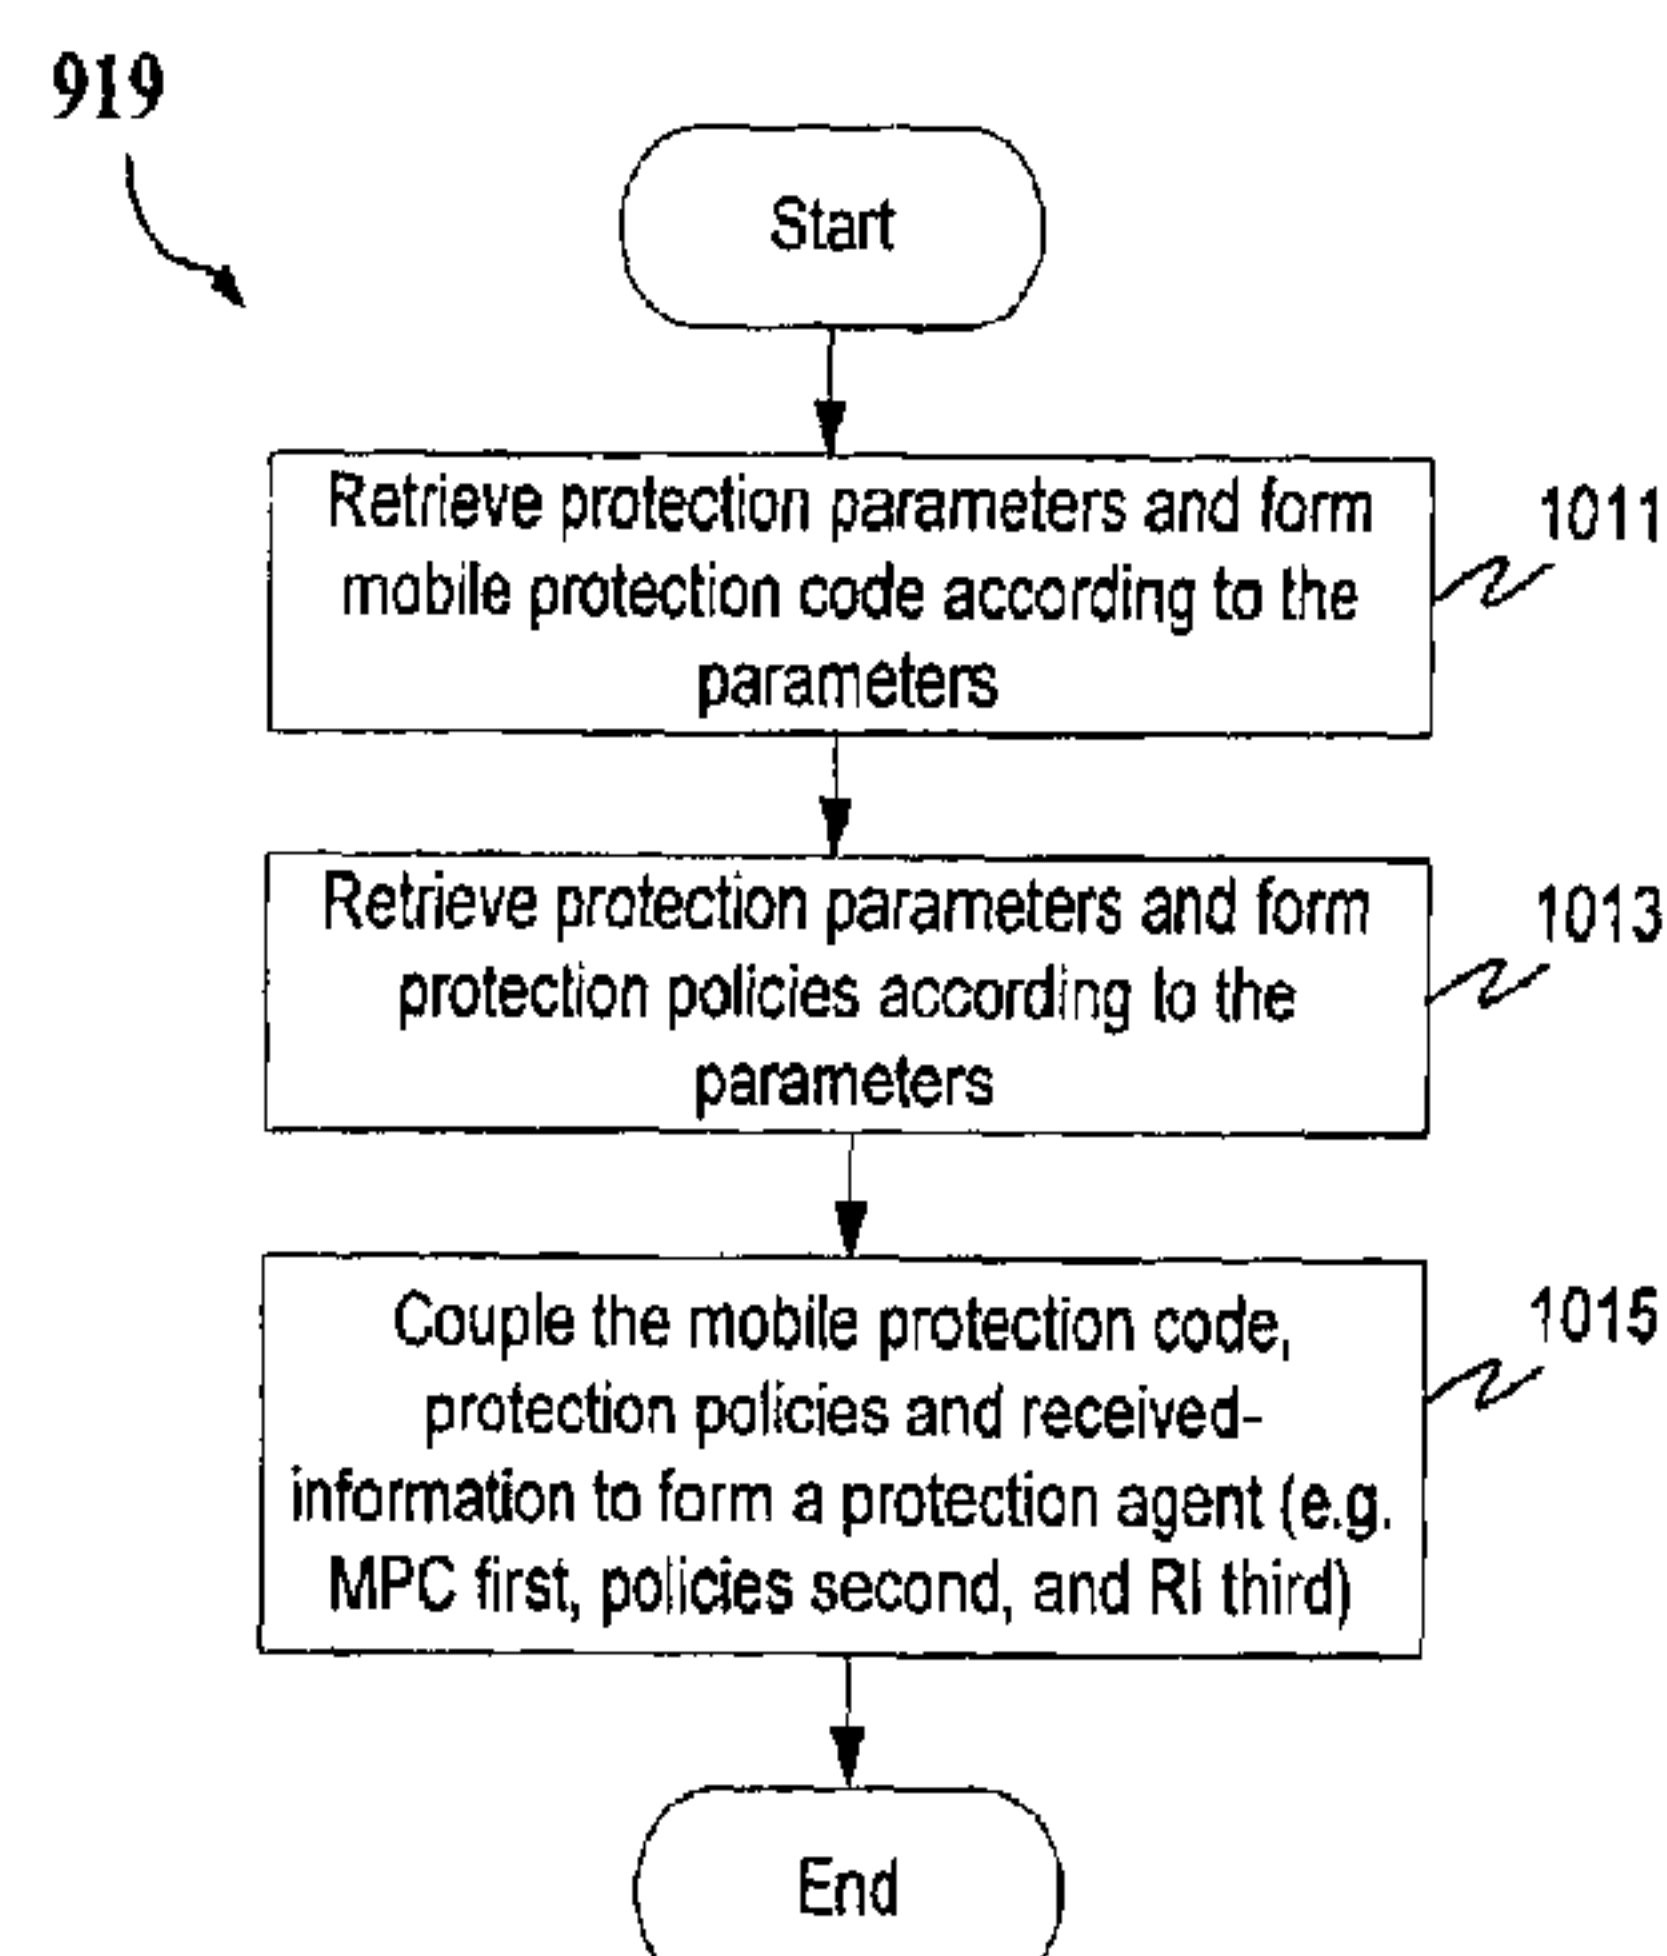 919
Start
Retrieve protection parameters and form
mobile protection code according to the
parameters
1011
Retrieve protection parameters and form
protection policies according to the
parameters
1013
Couple the mobile protection code,
protection policies and received-
information to form a protection agent (e.g.
MPC first, policies second, and RI third)
1015
End